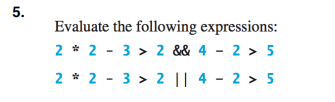 5.
Evaluate the following expressions:
2 * 2 - 3 > 2 && 4 - 2 > 5
2 * 2 - 3 > 2 || 4 - 2 > 5